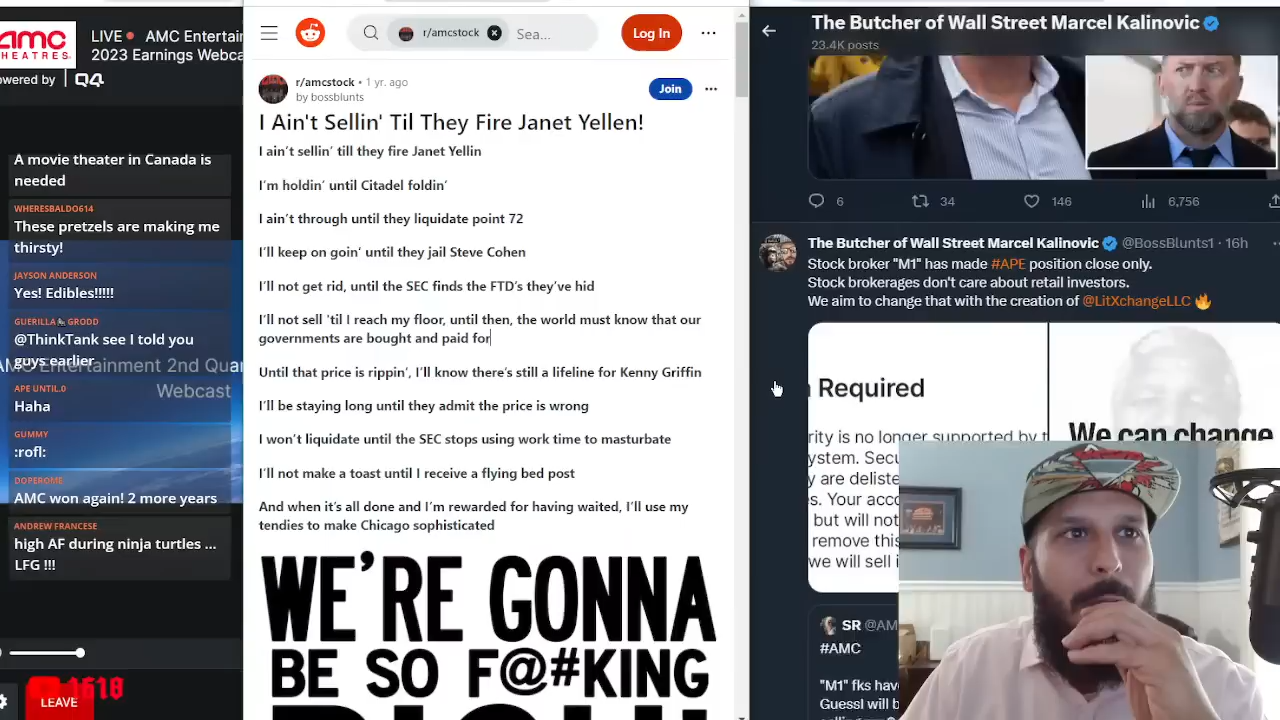 amc
THEATRES
LIVE AMC Entertain
2023 Earnings Webca
owered by | Q4
A movie theater in Canada is
needed
WHERESBALDO614
These pretzels are making me
thirsty!
JAYSON ANDERSON
Yes! Edibles!!!!!
GUERILLA GRODD
@ThinkTank see I told you
guys earlier
AMC Entertainment 2nd Quar
Webcast
APE UNTIL.0
Haha
GUMMY
:rofl:
DOPEROME
AMC won again! 2 more years
ANDREW FRANCESE
high AF during ninja turtles ...
LFG !!!
1618
LEAVE
r/amcstock
Sea...
Log In
r/amcstock • 1 yr. ago
by bossblunts
Join
I Ain't Sellin' Til They Fire Janet Yellen!
I ain't sellin' till they fire Janet Yellin
I'm holdin' until Citadel foldin'
I ain't through until they liquidate point 72
I'll keep on goin' until they jail Steve Cohen
I'll not get rid, until the SEC finds the FTD's they've hid
I'll not sell 'til I reach my floor, until then, the world must know that our
governments are bought and paid for
Until that price is rippin', I'll know there's still a lifeline for Kenny Griffin
I'll be staying long until they admit the price is wrong
I won't liquidate until the SEC stops using work time to masturbate
I'll not make a toast until I receive a flying bed post
And when it's all done and I'm rewarded for having waited, I'll use my
tendies to make Chicago sophisticated
WE'RE GONNA
BE SO F@#KING
The Butcher of Wall Street Marcel Kalinovic
23.4K posts
6 34 146 6,756
The Butcher of Wall Street Marcel Kalinovic @BossBlunts1 · 16h
Stock broker "M1" has made #APE position close only.
Stock brokerages don't care about retail investors.
We aim to change that with the creation of @LitXchangeLLC
Required
rity is no longer supported by t
ystem. Secu
y are deliste
s. Your acco
but will not
remove this
we will sell i
We can change
SR @AM
#AMC
"M1" fks hav
Guessl will b